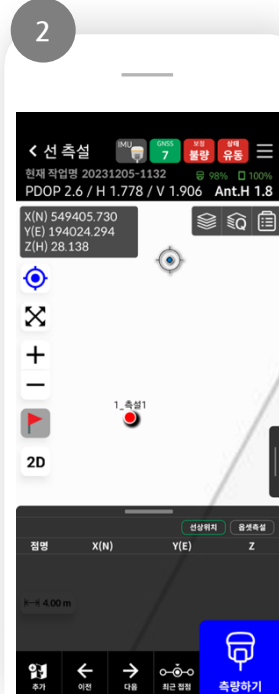 2
선 측설
IMU
GNSS
7
보정
불량
상태
유동
현재 작업명 20231205-1132
98%
100%
PDOP 2.6 / H 1.778 / V 1.906 Ant.H 1.8
X(N) 549405.730
Y(E) 194024.294
Z(H) 28.138
1_측설1
2D
선상위치
옵셋측설
점명 X(N) Y(E) Z
4.00 m
추가
이전
다음
최근 접점
측량하기